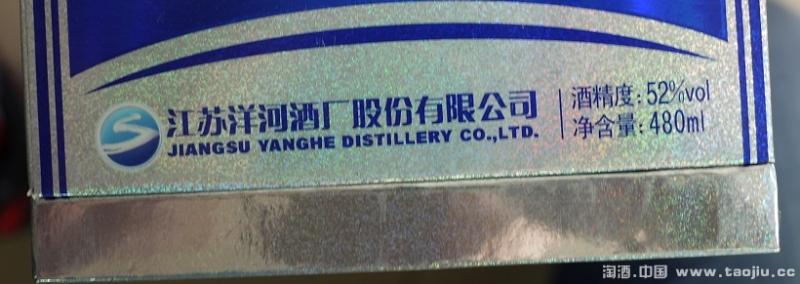 江苏洋河酒厂股份有限公司
JIANGSU YANGHE DISTILLERY CO.,LTD.
酒精度:52%vol
净含量:480ml
淘酒.中国 www.taojiu.cc